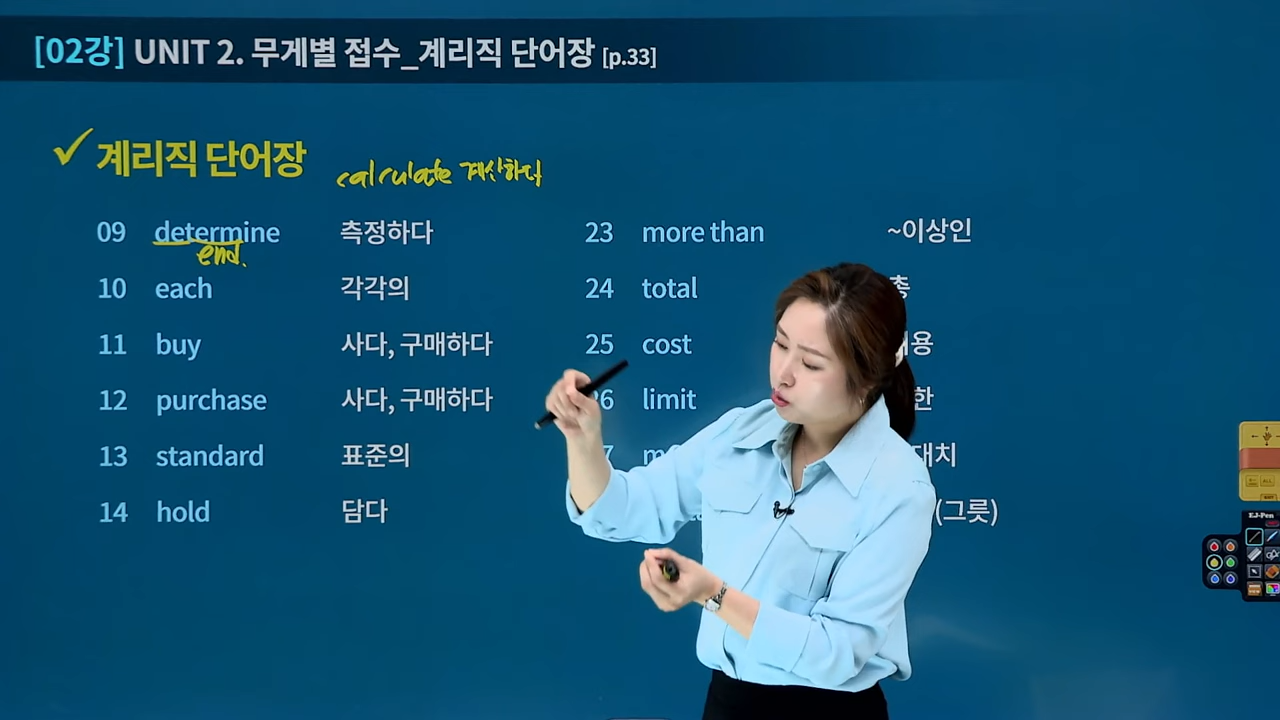 [02강] UNIT 2. 무게별 접수_계리직 단어장 [p.33]
계리직 단어장
calculate 계산하다
09 determine 측정하다
end.
10 each 각각의
11 buy 사다, 구매하다
12 purchase 사다, 구매하다
13 standard 표준의
14 hold 담다
23 more than ~이상인
24 total 총
25 cost 용
26 limit 한
대치
(그릇)
EJ-Pen